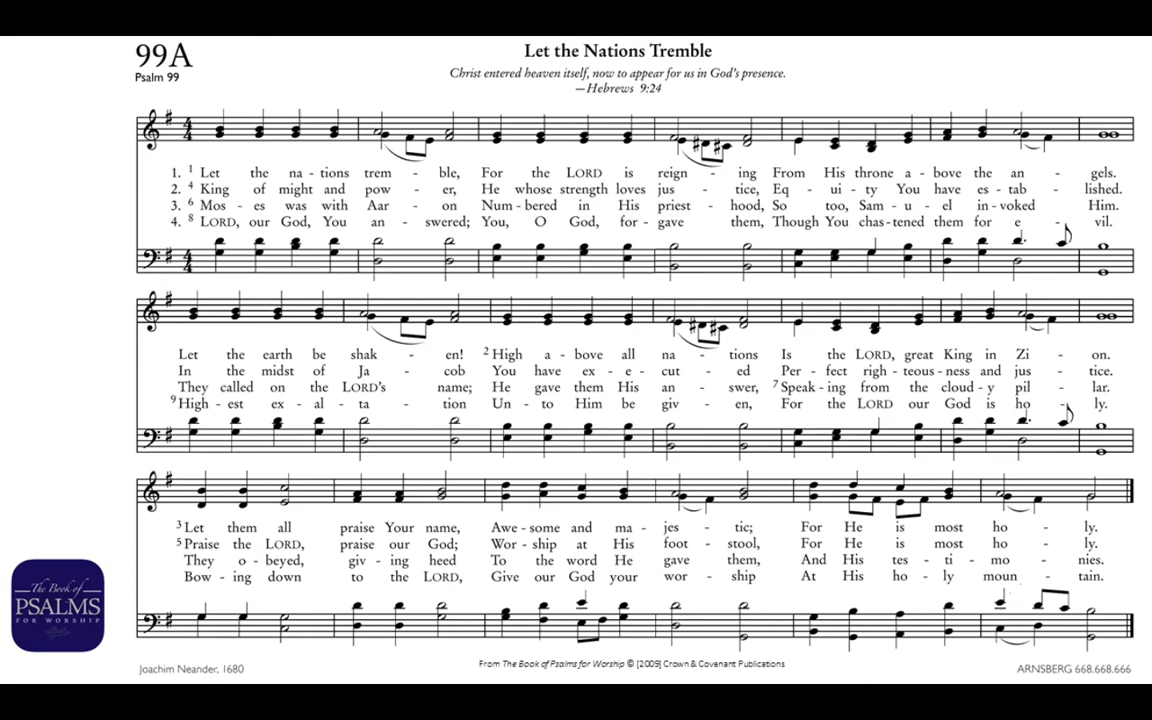 99A
Psalm 99
Let the Nations Tremble
Christ entered heaven itself, now to appear for us in God's presence.
—Hebrews 9:24
1. 1 Let the na - tions trem - ble, For the LORD is reign - ing From His throne a - bove the an - gels.
2. 4 King of might and pow - er, He whose strength loves jus - tice, Eq - ui - ty You have es - tab - lished.
3. 6 Mos - es was with Aar - on Num - bered in His priest - hood, So too, Sam - u - el in - voked Him.
4. 8 LORD, our God, You an - swered; You, O God, for - gave them, Though You chas - tened them for e - vil.
Let the earth be shak - en! 2 High a - bove all na - tions Is the LORD, great King in Zi - on.
In the midst of Ja - cob You have ex - e - cut - ed Per - fect righ - teous - ness and jus - tice.
They called on the LORD's name; He gave them His an - swer, 7 Speak - ing from the cloud - y pil - lar.
9 High - est ex - al - ta - tion Un - to Him be giv - en, For the LORD our God is ho - ly.
3 Let them all praise Your name, Awe - some and ma - jes - tic; For He is most ho - ly.
5 Praise the LORD, praise our God; Wor - ship at His foot - stool, For He is most ho - ly.
They o - beyed, giv - ing heed To the word He gave them, And His tes - ti - mo - nies.
Bow - ing down to the LORD, Give our God your wor - ship At His ho - ly moun - tain.
The Book of
PSALMS
FOR WORSHIP
Joachim Neander, 1680
From The Book of Psalms for Worship © [2009] Crown & Covenant Publications
ARNSBERG 668.668.666